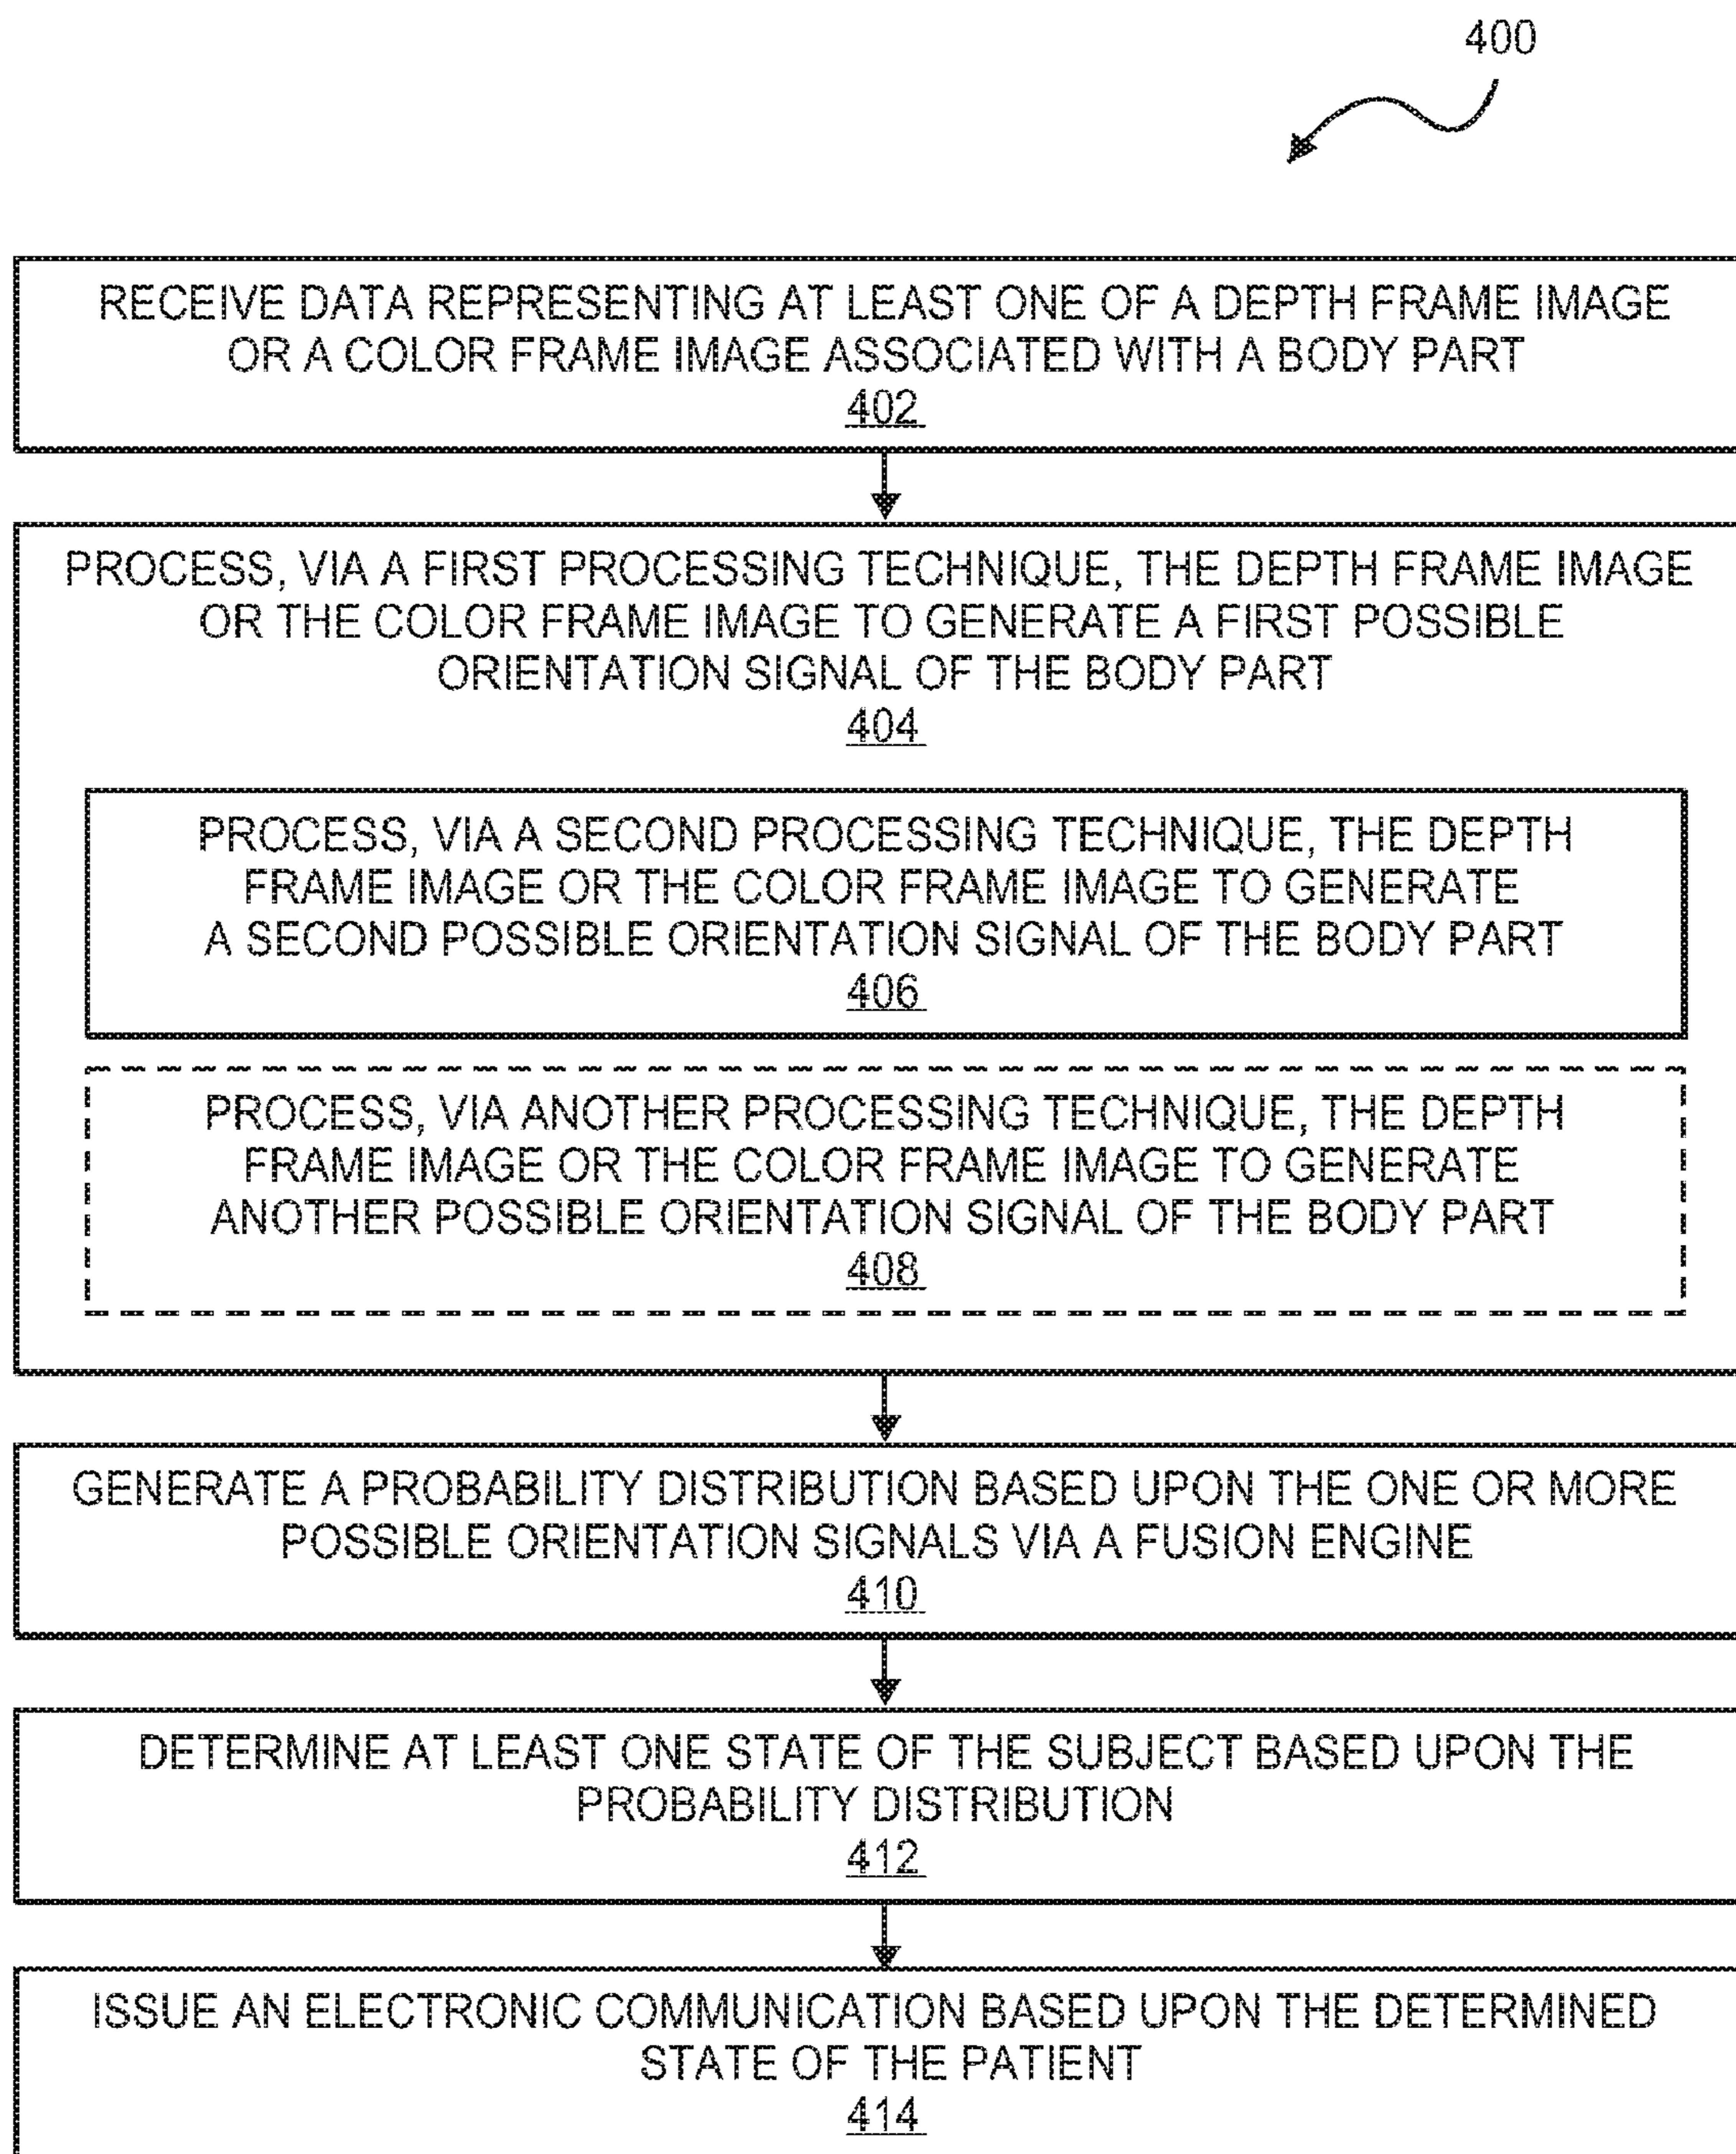 400
RECEIVE DATA REPRESENTING AT LEAST ONE OF A DEPTH FRAME IMAGE
OR A COLOR FRAME IMAGE ASSOCIATED WITH A BODY PART
402
PROCESS, VIA A FIRST PROCESSING TECHNIQUE, THE DEPTH FRAME IMAGE
OR THE COLOR FRAME IMAGE TO GENERATE A FIRST POSSIBLE
ORIENTATION SIGNAL OF THE BODY PART
404
PROCESS, VIA A SECOND PROCESSING TECHNIQUE, THE DEPTH
FRAME IMAGE OR THE COLOR FRAME IMAGE TO GENERATE
A SECOND POSSIBLE ORIENTATION SIGNAL OF THE BODY PART
406
PROCESS, VIA ANOTHER PROCESSING TECHNIQUE, THE DEPTH
FRAME IMAGE OR THE COLOR FRAME IMAGE TO GENERATE
ANOTHER POSSIBLE ORIENTATION SIGNAL OF THE BODY PART
408
GENERATE A PROBABILITY DISTRIBUTION BASED UPON THE ONE OR MORE
POSSIBLE ORIENTATION SIGNALS VIA A FUSION ENGINE
410
DETERMINE AT LEAST ONE STATE OF THE SUBJECT BASED UPON THE
PROBABILITY DISTRIBUTION
412
ISSUE AN ELECTRONIC COMMUNICATION BASED UPON THE DETERMINED
STATE OF THE PATIENT
414